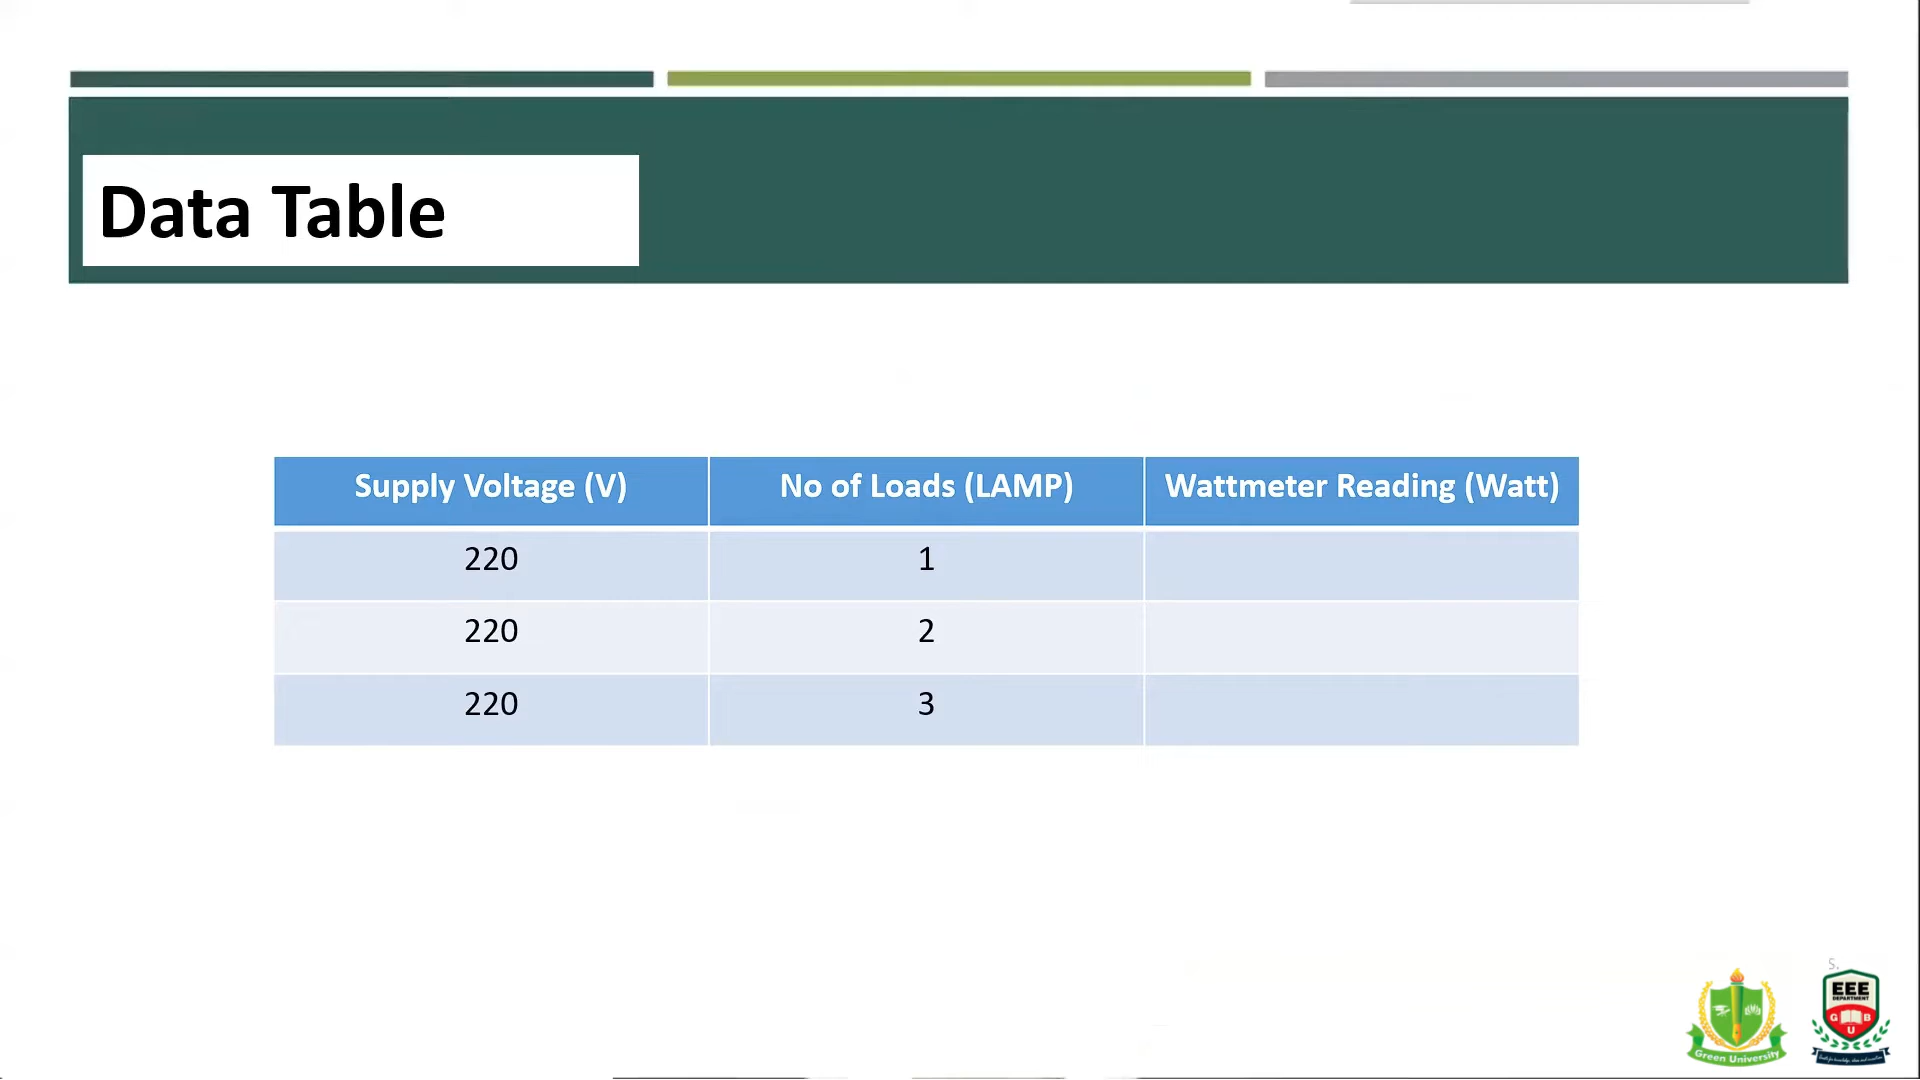 Data Table
Supply Voltage (V) No of Loads (LAMP) Wattmeter Reading (Watt)
220 1
220 2
220 3
s.
EEE
DEPARTMENT
G B
U
Green University